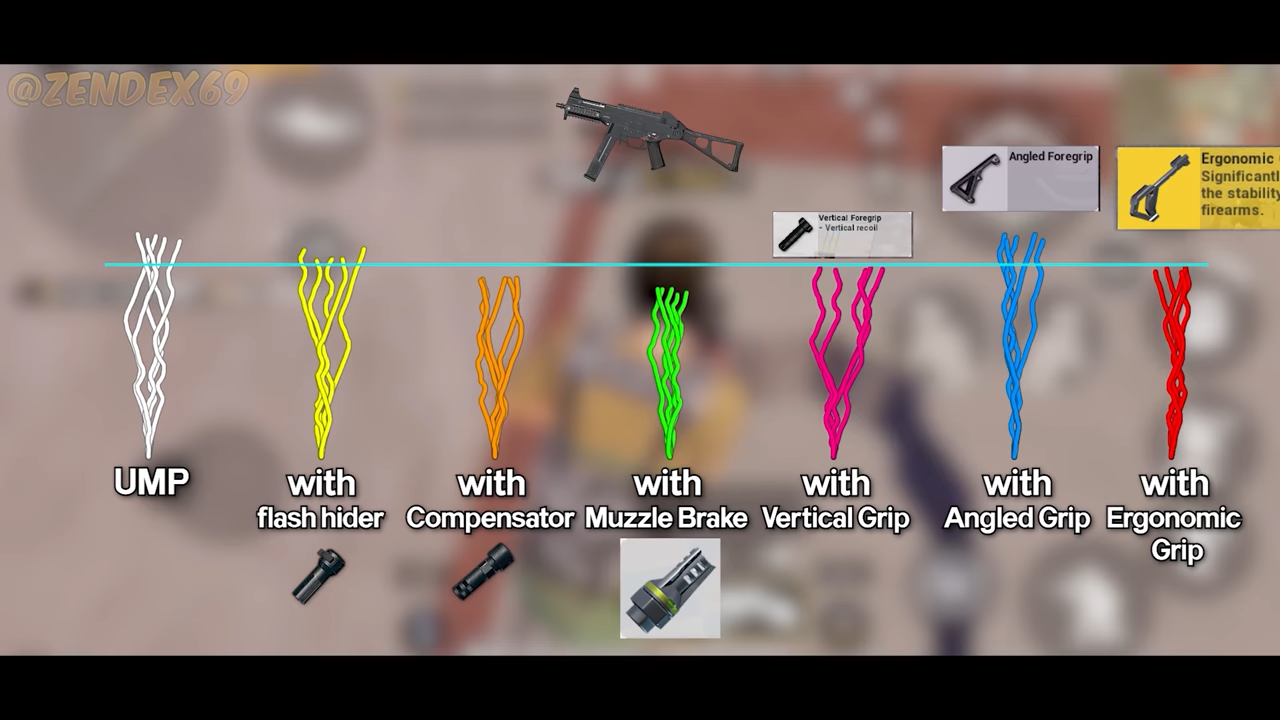 @ZENDEX69
Angled Foregrip
Ergonomic
Significantl
the stability
firearms.
Vertical Foregrip
- Vertical recoil
UMP
with
flash hider
with
Compensator
with
Muzzle Brake
with
Vertical Grip
with
Angled Grip
with
Ergonomic
Grip